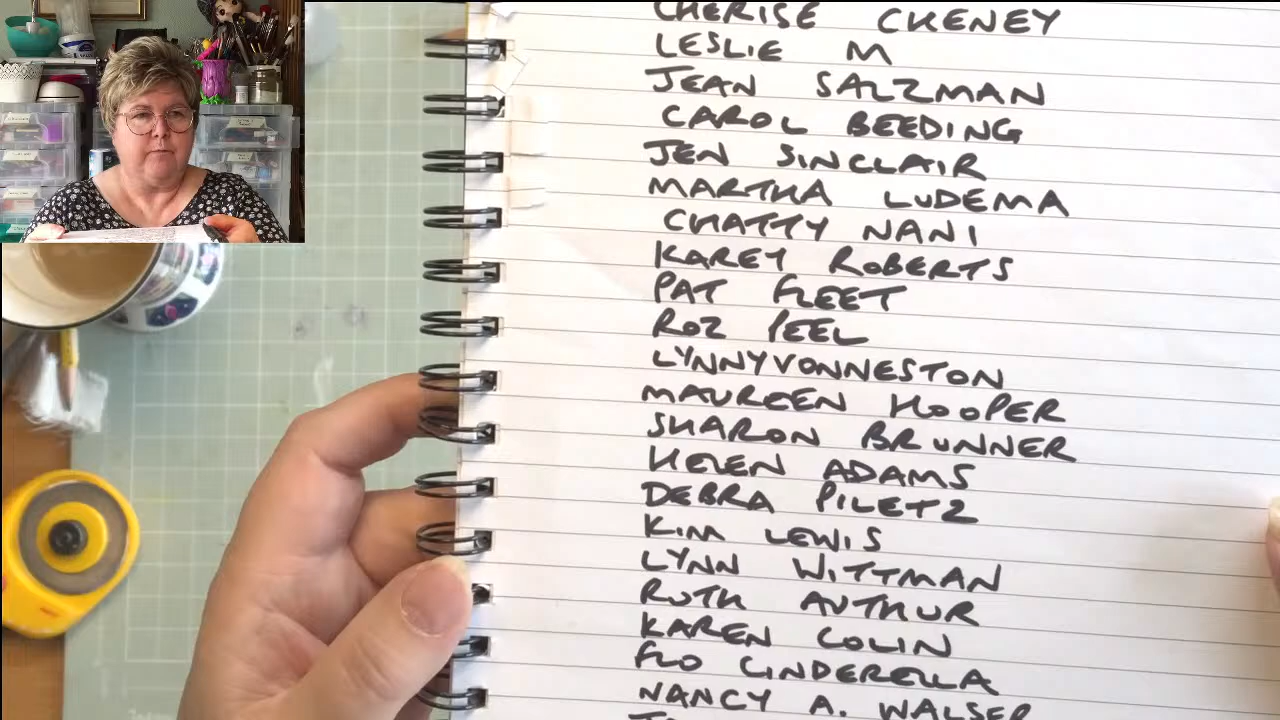 CHERISE CHENEY
LESLIE M
JEAN SALZMAN
CAROL BEEDING
JEN SINCLAIR
MARTHA LUDEMA
CHATTY NANI
KAREY ROBERTS
PAT FLEET
ROZ PEEL
LYNNYVONNESTON
MAUREEN HOOPER
SHARON BRUNNER
HELEN ADAMS
DEBRA PILETZ
KIM LEWIS
LYNN WITTMAN
RUTH AVTHUR
KAREN COLIN
FLO CINDERELLA
NANCY A. WALSER